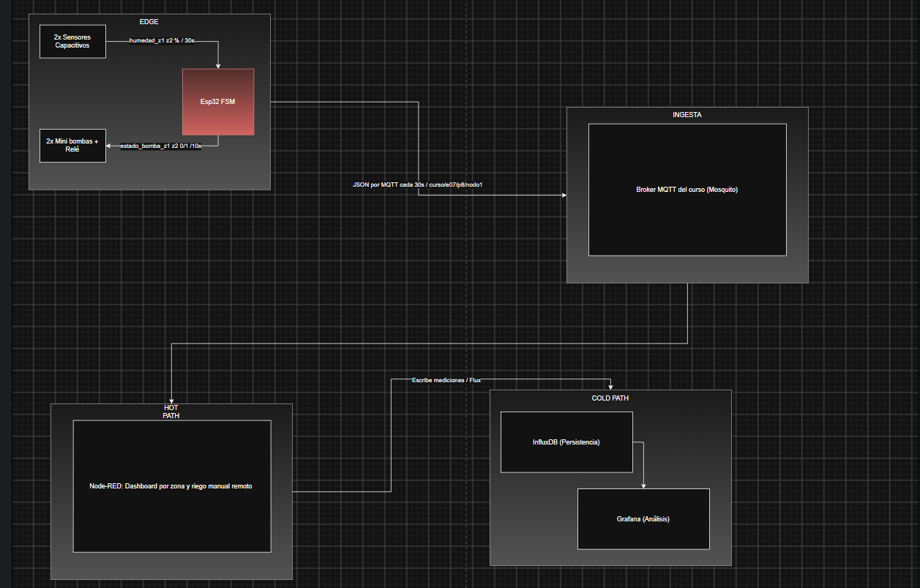 EDGE
2x Sensores
Capacitivos
humedad_z1 z2 % / 30s
Esp32 FSM
2x Mini bombas +
Relé
estado_bomba_z1 z2 0/1 /10s
INGESTA
Broker MQTT del curso (Mosquito)
JSON por MQTT cada 30s / curso/e07/p8/nodo1
HOT
PATH
Node-RED: Dashboard por zona y riego manual remoto
Escribe mediciones / Flux
COLD PATH
InfluxDB (Persistencia)
Grafana (Análisis)